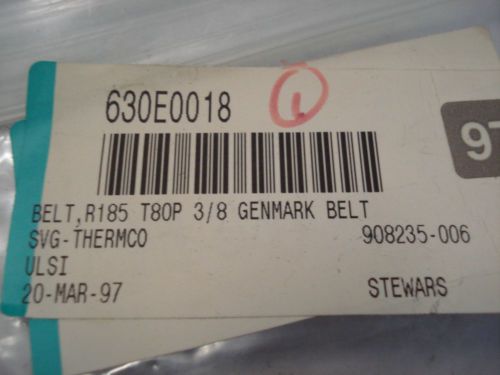 630E0018 1
97
BELT,R185 T80P 3/8 GENMARK BELT
SVG-THERMCO 908235-006
ULSI
20-MAR-97 STEWARS